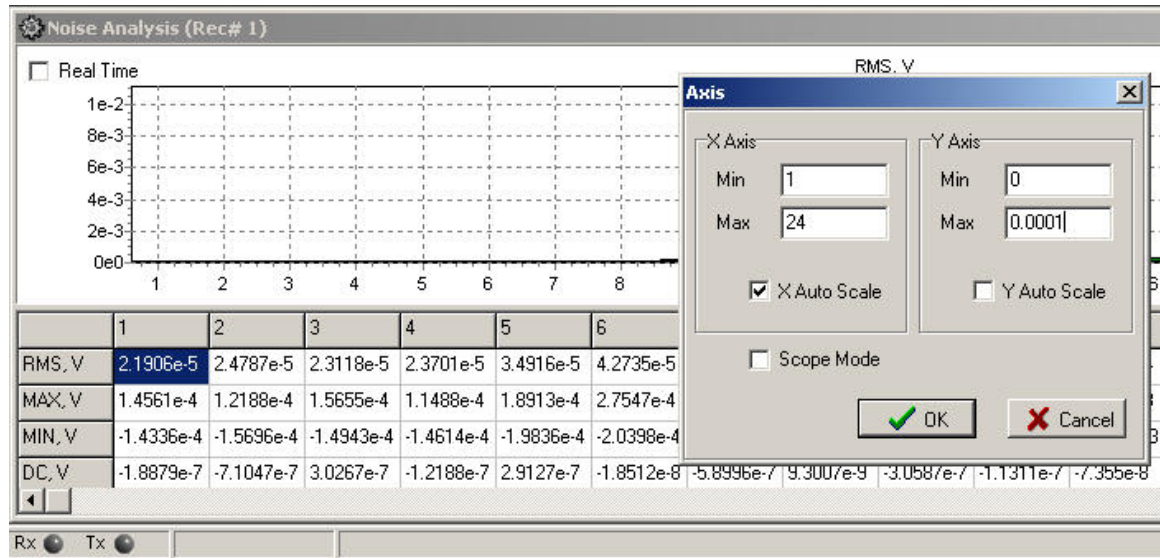 Noise Analysis (Rec# 1)
Real Time
RMS, V
1e-2
8e-3
6e-3
4e-3
2e-3
0e0
1 2 3 4 5 6 7 8
Axis
X Axis
Min 1
Max 24
X Auto Scale
Y Axis
Min 0
Max 0.0001
Y Auto Scale
Scope Mode
OK Cancel
1 2 3 4 5 6
RMS, V 2.1906e-5 2.4787e-5 2.3118e-5 2.3701e-5 3.4916e-5 4.2735e-5
MAX, V 1.4561e-4 1.2188e-4 1.5655e-4 1.1488e-4 1.8913e-4 2.7547e-4
MIN, V -1.4336e-4 -1.5696e-4 -1.4943e-4 -1.4614e-4 -1.9836e-4 -2.0398e-4
DC, V -1.8879e-7 -7.1047e-7 3.0267e-7 -1.2188e-7 2.9127e-7 -1.8512e-8 -5.8996e-7 9.3007e-9 -3.0587e-7 -1.1311e-7 -7.355e-8
Rx Tx